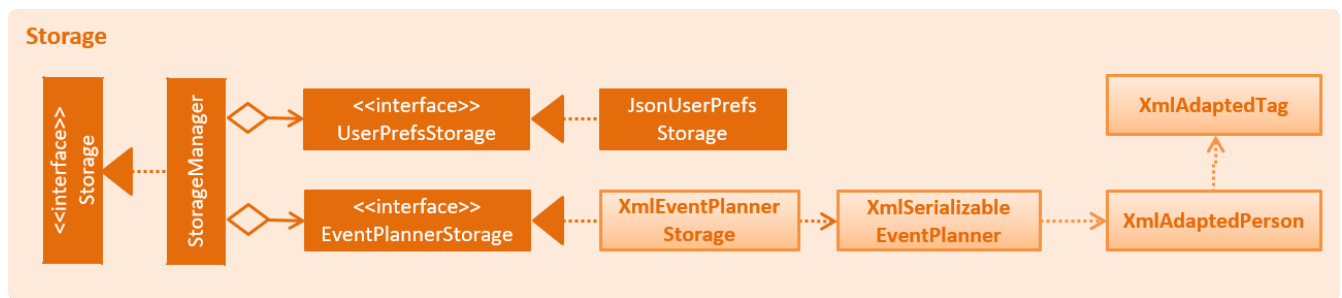 Storage
<<interface>>
Storage
StorageManager
<<interface>>
UserPrefsStorage
JsonUserPrefs
Storage
XmlAdaptedTag
<<interface>>
EventPlannerStorage
XmlEventPlanner
Storage
XmlSerializable
EventPlanner
XmlAdaptedPerson